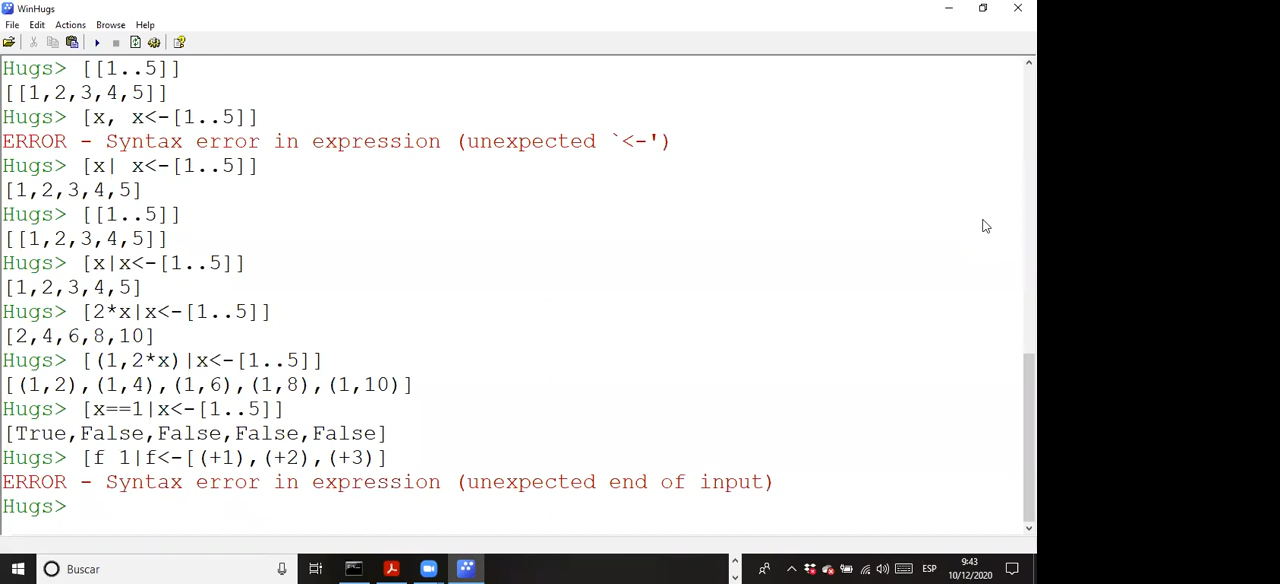 WinHugs
File Edit Actions Browse Help
Hugs> [[1..5]]
[[1,2,3,4,5]]
Hugs> [x, x<-[1..5]]
ERROR - Syntax error in expression (unexpected `<-')
Hugs> [x| x<-[1..5]]
[1,2,3,4,5]
Hugs> [[1..5]]
[[1,2,3,4,5]]
Hugs> [x|x<-[1..5]]
[1,2,3,4,5]
Hugs> [2*x|x<-[1..5]]
[2,4,6,8,10]
Hugs> [(1,2*x)|x<-[1..5]]
[(1,2),(1,4),(1,6),(1,8),(1,10)]
Hugs> [x==1|x<-[1..5]]
[True,False,False,False,False]
Hugs> [f 1|f<-[(+1),(+2),(+3)]
ERROR - Syntax error in expression (unexpected end of input)
Hugs>
Buscar
ESP
9:43
10/12/2020